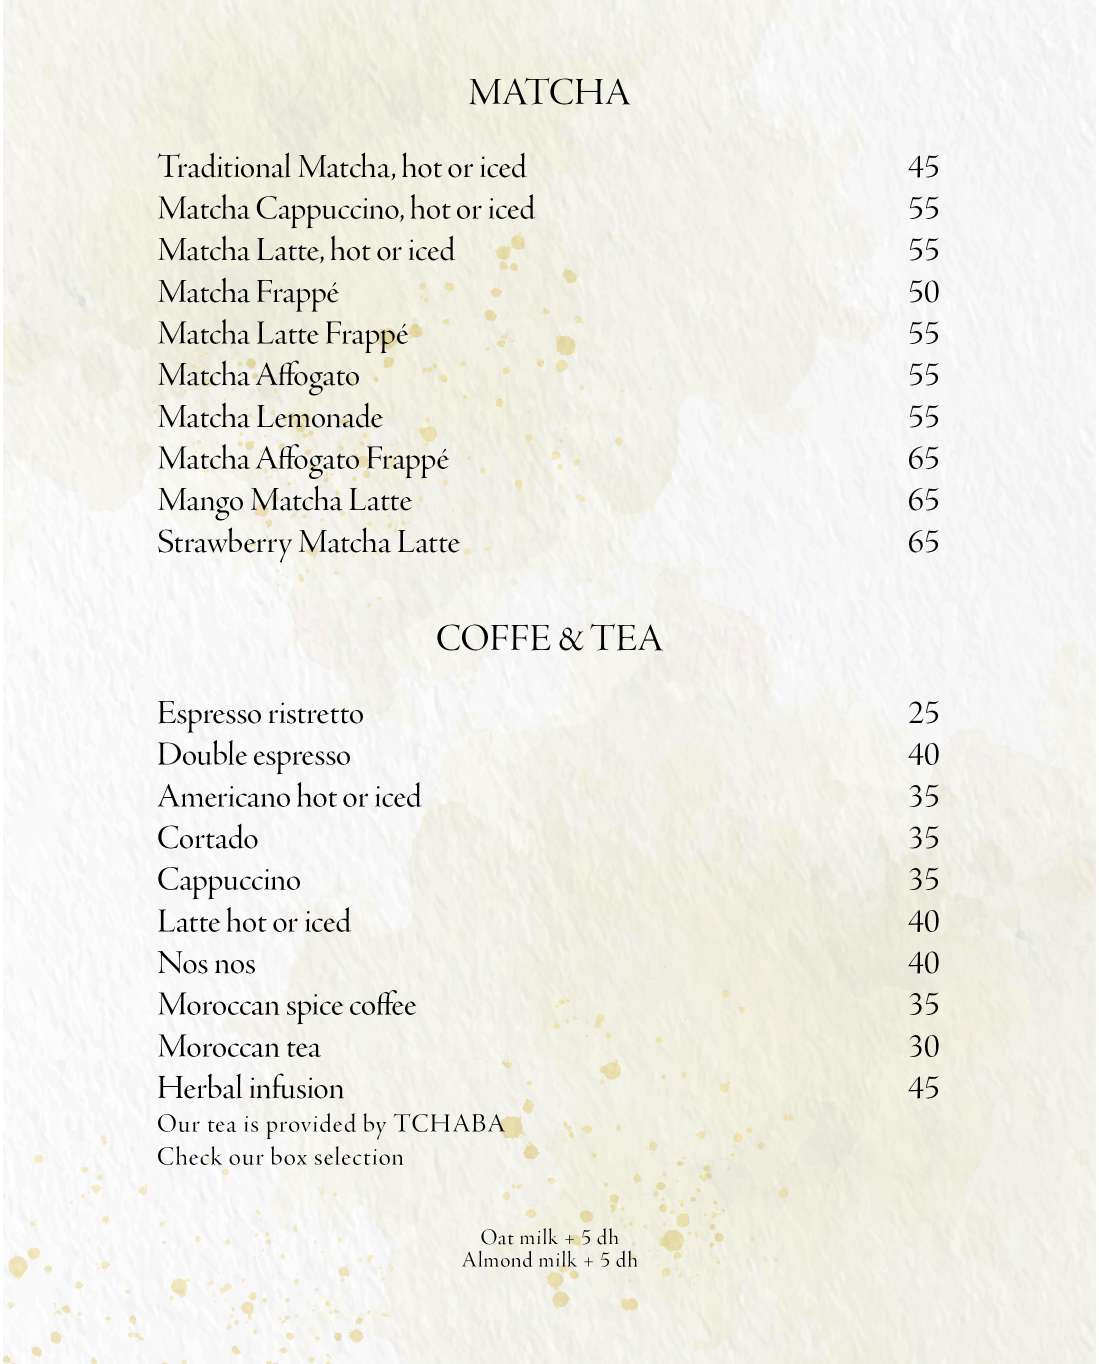 MATCHA
Traditional Matcha, hot or iced 45
Matcha Cappuccino, hot or iced 55
Matcha Latte, hot or iced 55
Matcha Frappé 50
Matcha Latte Frappé 55
Matcha Affogato 55
Matcha Lemonade 55
Matcha Affogato Frappé 65
Mango Matcha Latte 65
Strawberry Matcha Latte 65
COFFE & TEA
Espresso ristretto 25
Double espresso 40
Americano hot or iced 35
Cortado 35
Cappuccino 35
Latte hot or iced 40
Nos nos 40
Moroccan spice coffee 35
Moroccan tea 30
Herbal infusion 45
Our tea is provided by TCHABA
Check our box selection
Oat milk + 5 dh
Almond milk + 5 dh